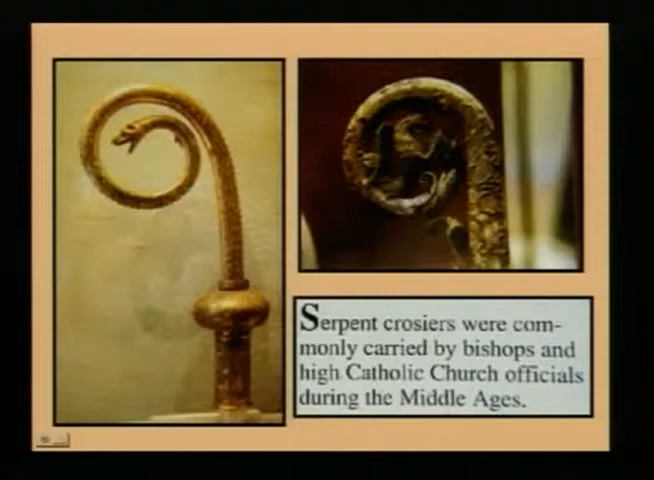 Serpent crosiers were com-
monly carried by bishops and
high Catholic Church officials
during the Middle Ages.